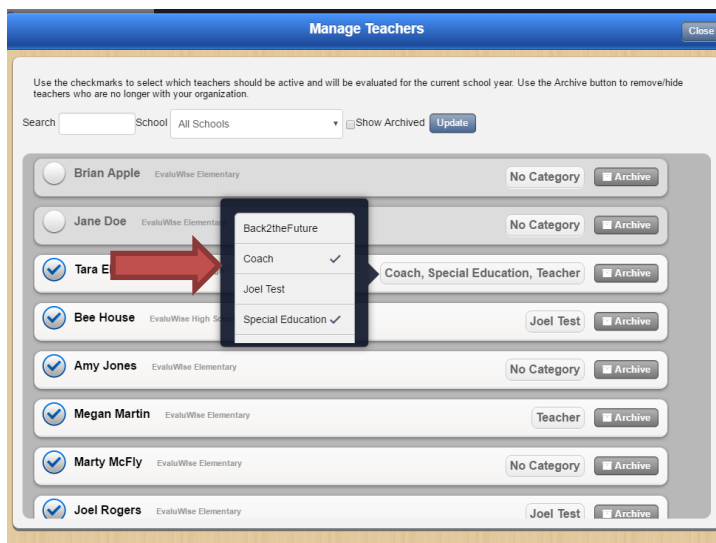 Manage Teachers
Close
Use the checkmarks to select which teachers should be active and will be evaluated for the current school year. Use the Archive button to remove/hide
teachers who are no longer with your organization.
Search School All Schools Show Archived Update
Brian Apple EvaluWise Elementary No Category Archive
Jane Doe EvaluWise Elementa No Category Archive
Back2theFuture
Coach
Joel Test
Special Education
Tara E Coach, Special Education, Teacher Archive
Bee House EvaluWise High Sc Joel Test Archive
Amy Jones EvaluWise Elementary No Category Archive
Megan Martin EvaluWise Elementary Teacher Archive
Marty McFly EvaluWise Elementary No Category Archive
Joel Rogers EvaluWise Elementary Joel Test Archive